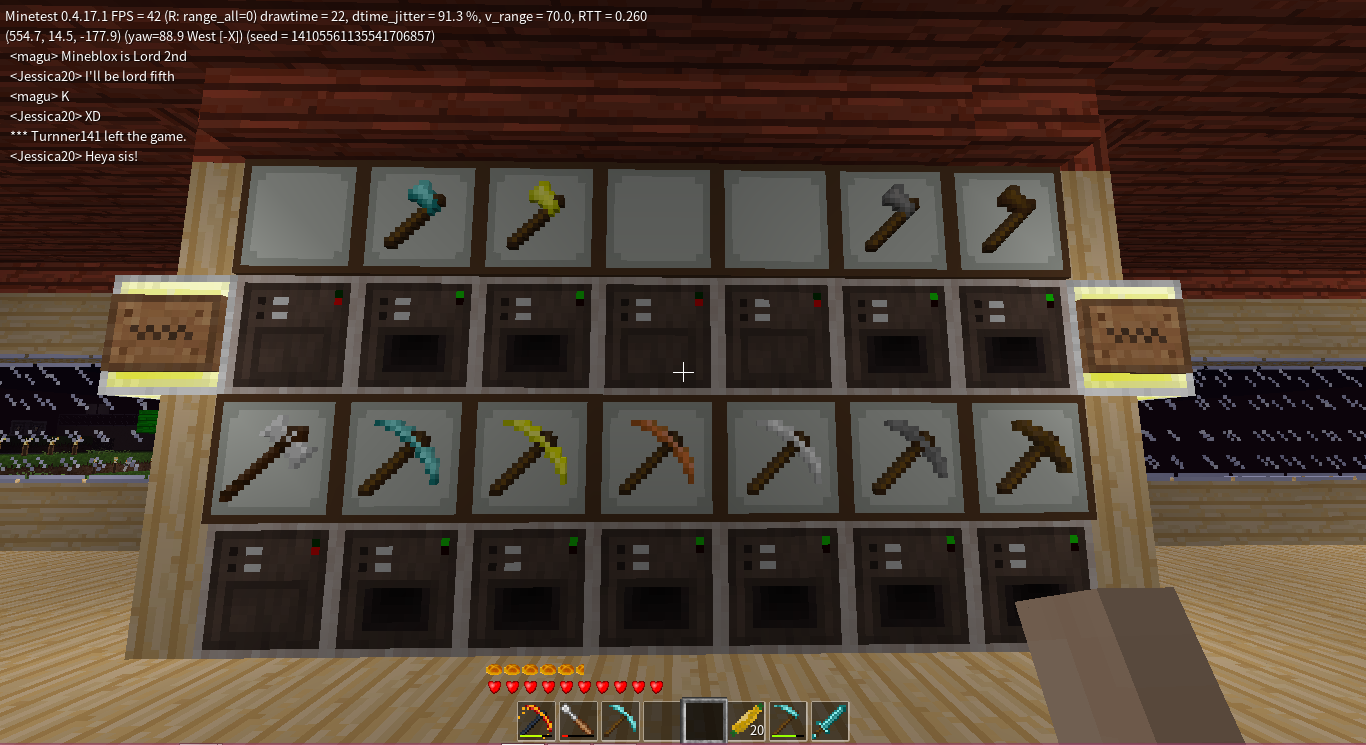 Minetest 0.4.17.1 FPS = 42 (R: range_all=0) drawtime = 22, dtime_jitter = 91.3 %, v_range = 70.0, RTT = 0.260
(554.7, 14.5, -177.9) (yaw=88.9 West [-X]) (seed = 14105561135541706857)
<magu> Mineblox is Lord 2nd
<Jessica20> I'll be lord fifth
<magu> K
<Jessica20> XD
*** Turnner141 left the game.
<Jessica20> Heya sis!
20